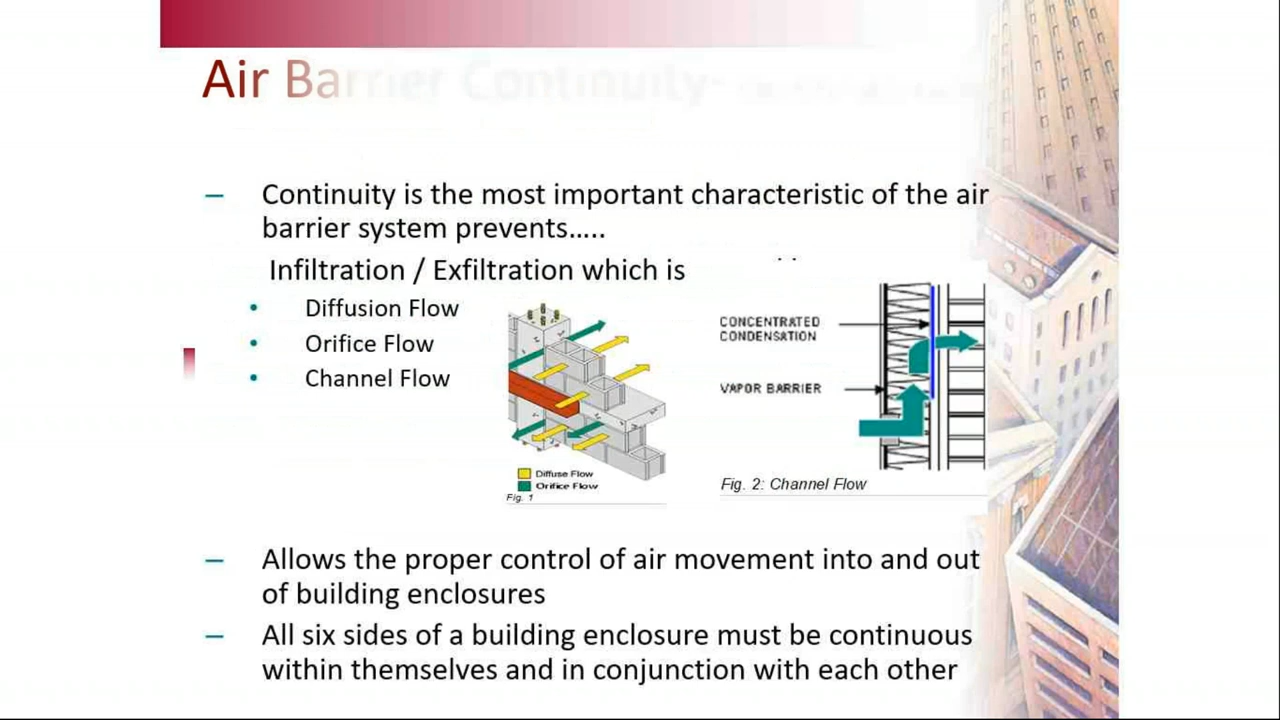 Air Barrier Continuity-
– Continuity is the most important characteristic of the air
barrier system prevents.....
Infiltration / Exfiltration which is
• Diffusion Flow
• Orifice Flow
• Channel Flow
Diffuse Flow
Orifice Flow
Fig. 1
CONCENTRATED
CONDENSATION
VAPOR BARRIER
Fig. 2: Channel Flow
– Allows the proper control of air movement into and out
of building enclosures
– All six sides of a building enclosure must be continuous
within themselves and in conjunction with each other